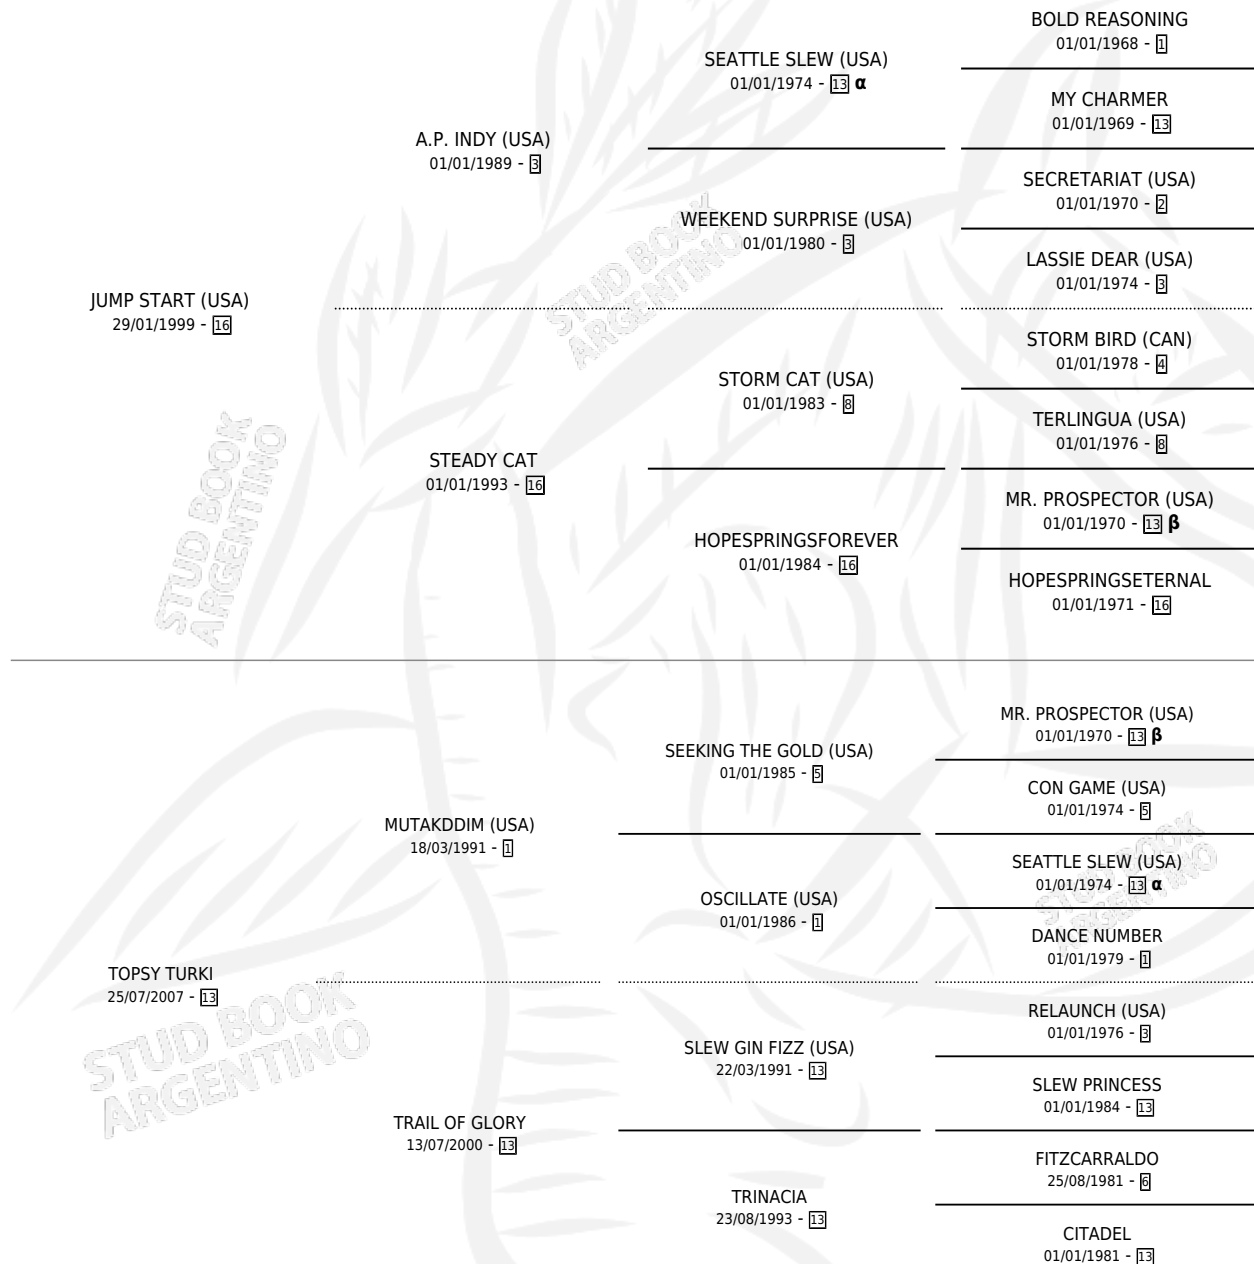 BOLD REASONING
01/01/1968 - 1
SEATTLE SLEW (USA)
01/01/1974 - 13 α
MY CHARMER
01/01/1969 - 13
A.P. INDY (USA)
01/01/1989 - 3
SECRETARIAT (USA)
01/01/1970 - 2
WEEKEND SURPRISE (USA)
01/01/1980 - 3
LASSIE DEAR (USA)
01/01/1974 - 3
STUD BOOK
ARGENTINO
JUMP START (USA)
29/01/1999 - 16
STORM BIRD (CAN)
01/01/1978 - 4
STORM CAT (USA)
01/01/1983 - 8
TERLINGUA (USA)
01/01/1976 - 8
STEADY CAT
01/01/1993 - 16
STUD BOOK
ARGENTINO
MR. PROSPECTOR (USA)
01/01/1970 - 13 β
HOPESPRINGSFOREVER
01/01/1984 - 16
HOPESPRINGSETERNAL
01/01/1971 - 16
MR. PROSPECTOR (USA)
01/01/1970 - 13 β
SEEKING THE GOLD (USA)
01/01/1985 - 5
CON GAME (USA)
01/01/1974 - 5
MUTAKDDIM (USA)
18/03/1991 - 1
SEATTLE SLEW (USA)
01/01/1974 - 13 α
STUD BOOK
ARGENTINO
OSCILLATE (USA)
01/01/1986 - 1
DANCE NUMBER
01/01/1979 - 1
TOPSY TURKI
25/07/2007 - 13
STUD BOOK
ARGENTINO
RELAUNCH (USA)
01/01/1976 - 3
SLEW GIN FIZZ (USA)
22/03/1991 - 13
SLEW PRINCESS
01/01/1984 - 13
TRAIL OF GLORY
13/07/2000 - 13
FITZCARRALDO
25/08/1981 - 6
TRINACIA
23/08/1993 - 13
CITADEL
01/01/1981 - 13